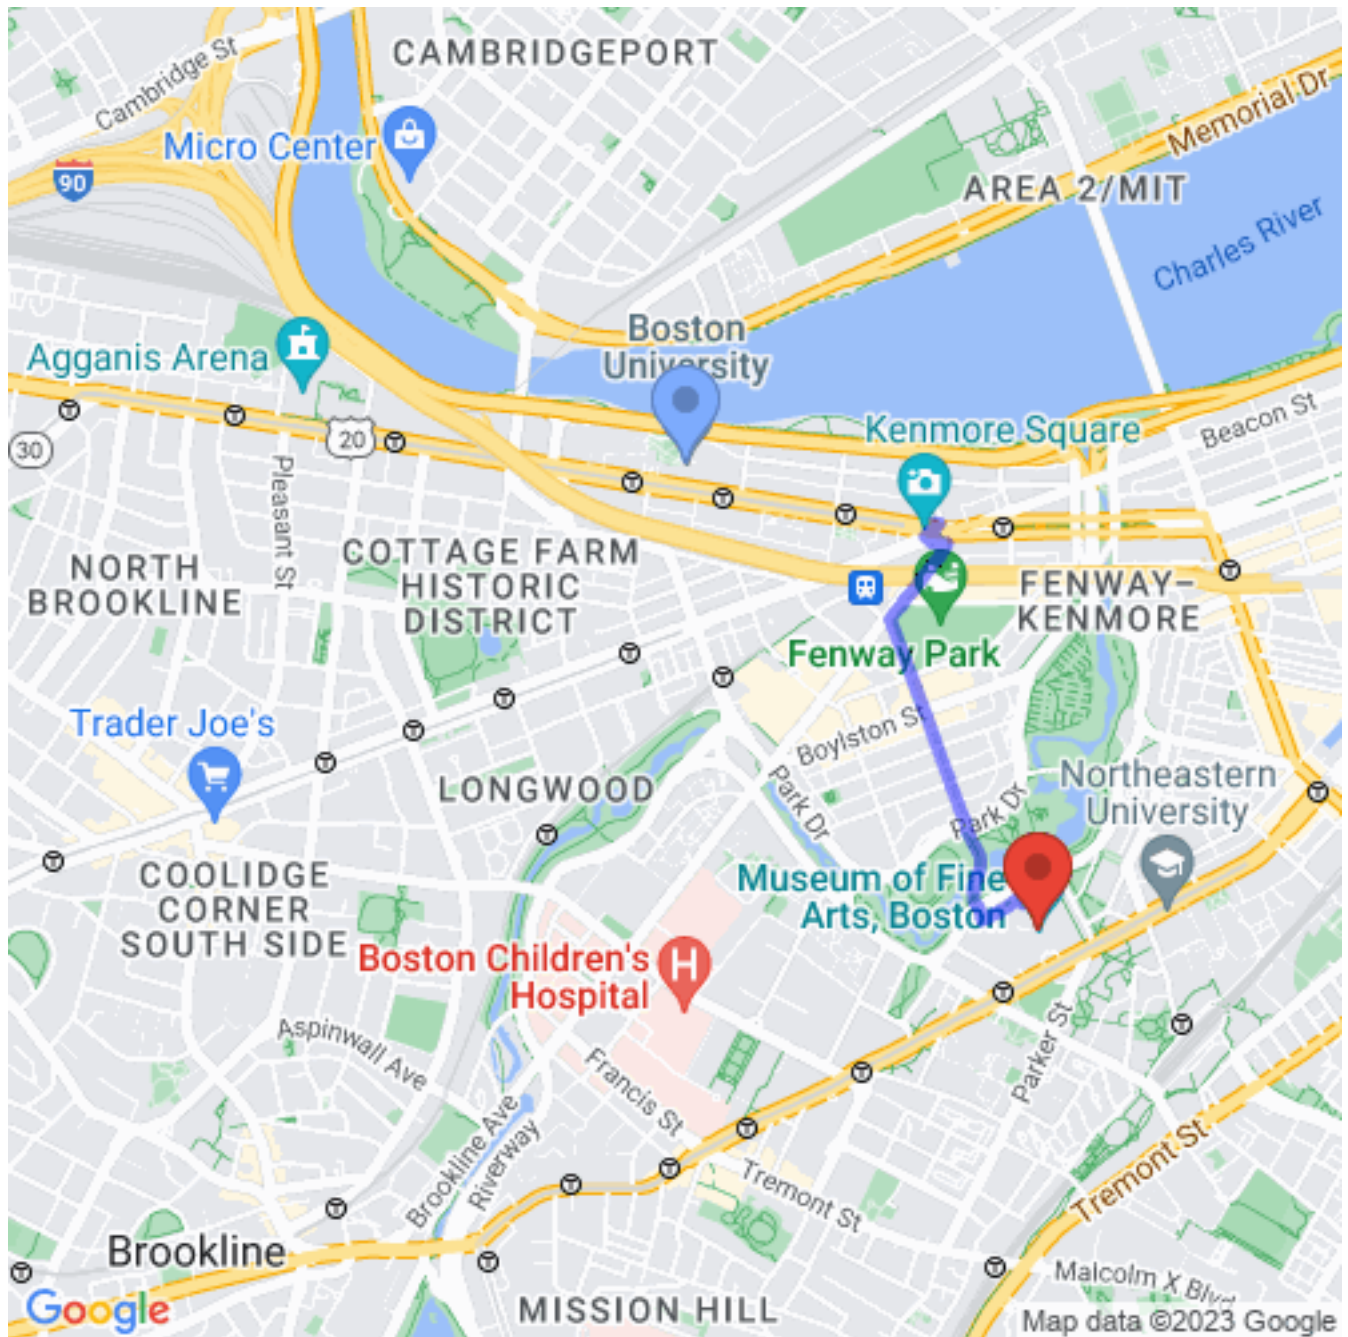 CAMBRIDGEPORT
Cambridge St
Micro Center
90
Memorial Dr
AREA 2/MIT
Charles River
Boston
University
Agganis Arena
20
30
Pleasant St
Kenmore Square
Beacon St
NORTH
BROOKLINE
COTTAGE FARM
HISTORIC
DISTRICT
FENWAY–
KENMORE
Fenway Park
Trader Joe's
Boylston St
LONGWOOD
Park Dr
Park Dr
Northeastern
University
COOLIDGE
CORNER
SOUTH SIDE
Museum of Fine
Arts, Boston
Boston Children's
Hospital
H
Aspinwall Ave
Francis St
Parker St
Brookline Ave
Riverway
Tremont St
Tremont St
Brookline
Malcolm X Blvd
Google
MISSION HILL
Map data ©2023 Google